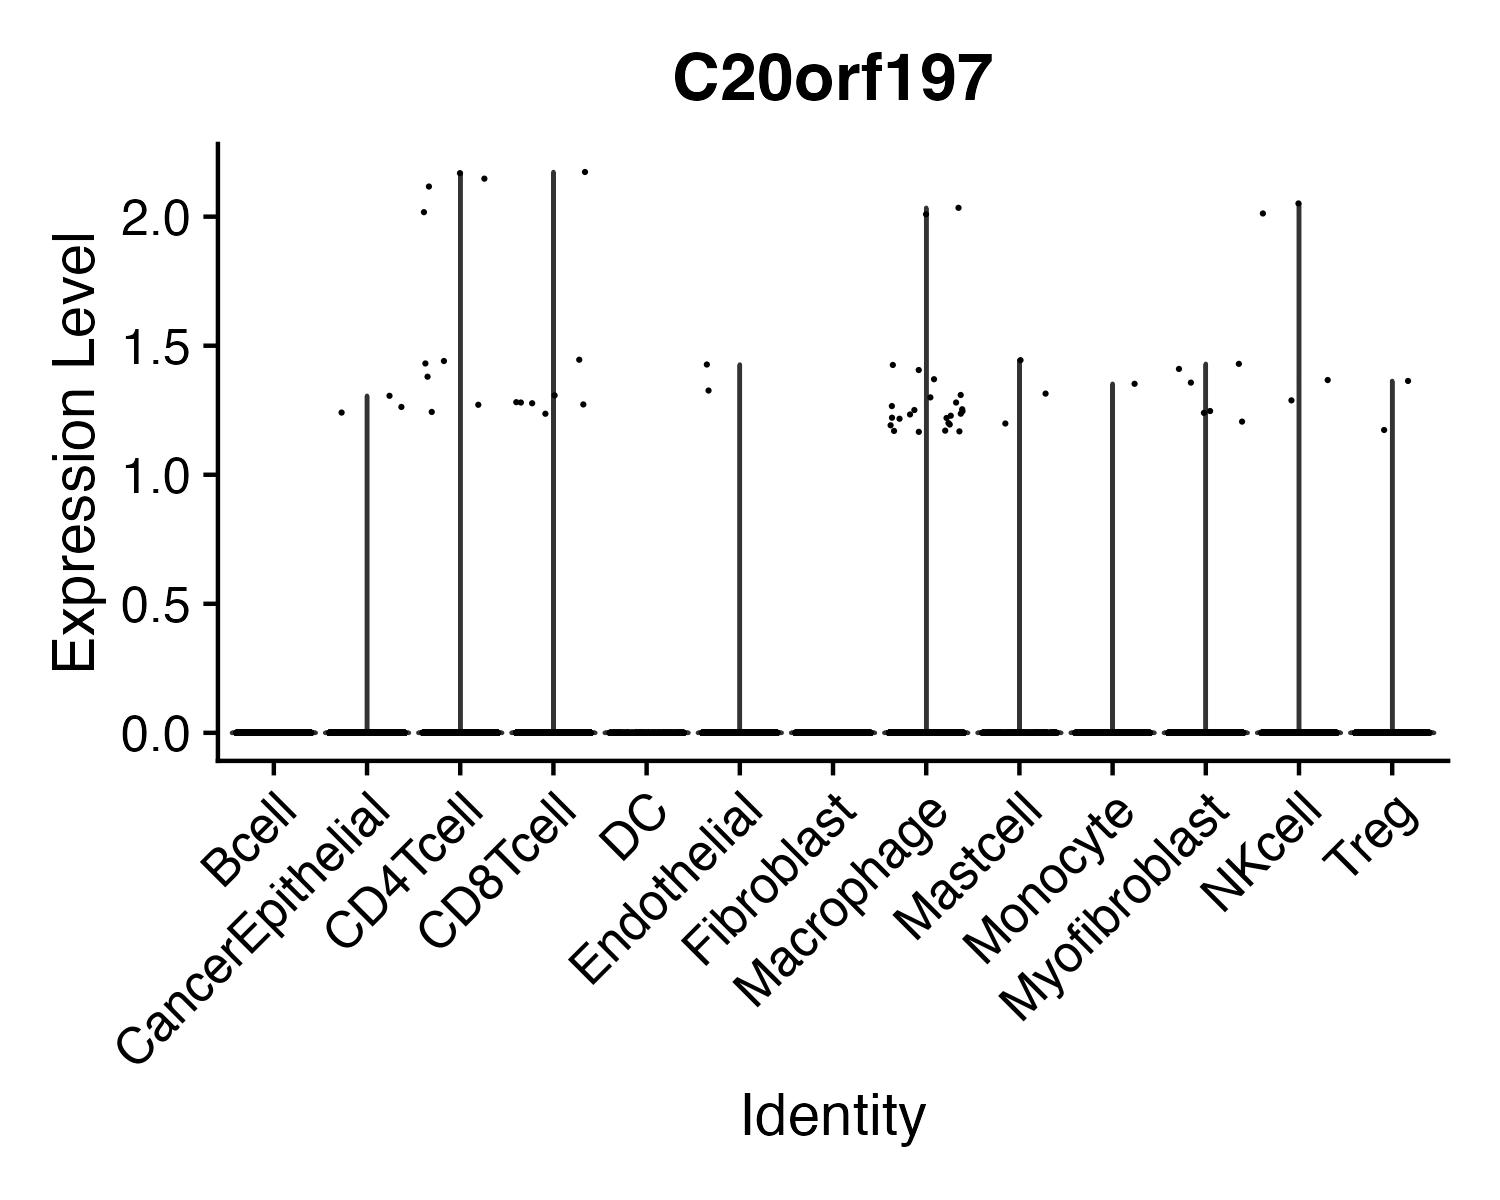 C20orf197
Expression Level
2.0
1.5
1.0
0.5
0.0
Bcell
CancerEpithelial
CD4Tcell
CD8Tcell
DC
Endothelial
Fibroblast
Macrophage
Mastcell
Monocyte
Myofibroblast
NKcell
Treg
Identity